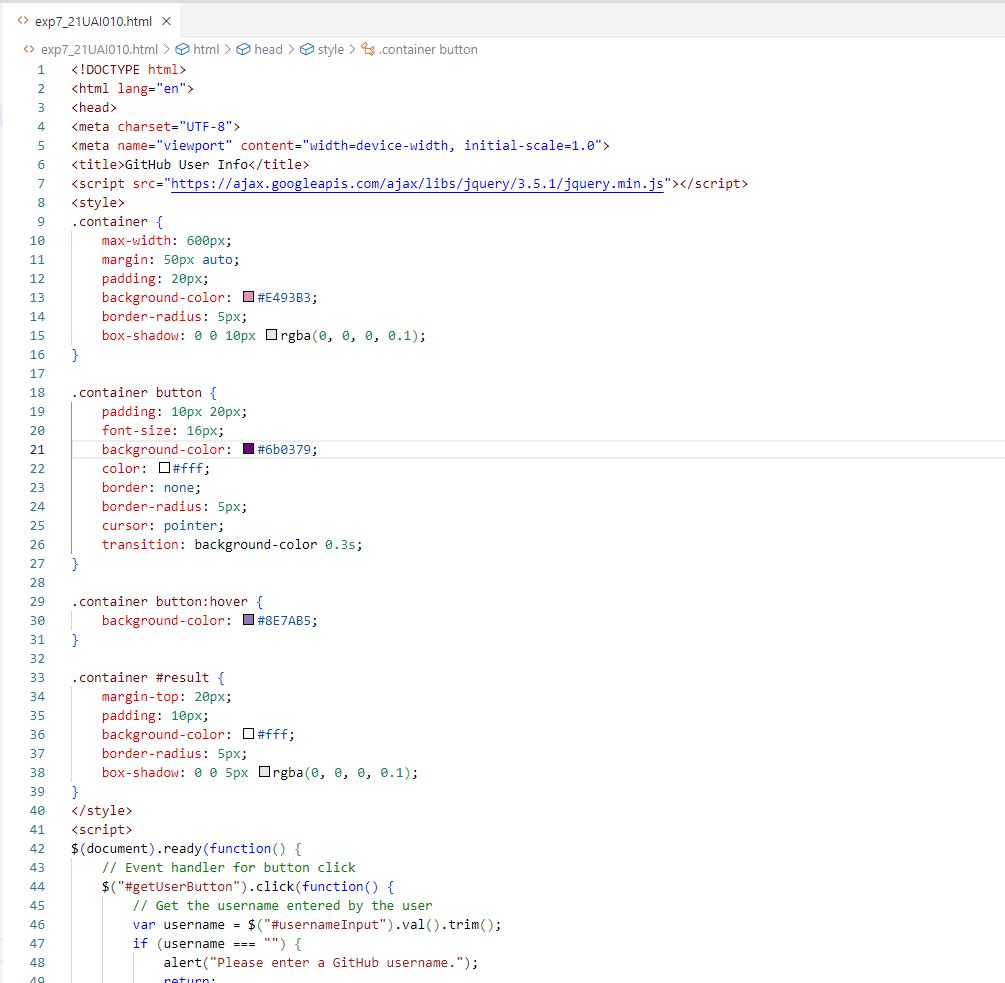 exp7_21UAI010.html
exp7_21UAI010.html > html > head > style > .container button
1 <!DOCTYPE html>
2 <html lang="en">
3 <head>
4 <meta charset="UTF-8">
5 <meta name="viewport" content="width=device-width, initial-scale=1.0">
6 <title>GitHub User Info</title>
7 <script src="https://ajax.googleapis.com/ajax/libs/jquery/3.5.1/jquery.min.js"></script>
8 <style>
9 .container {
10     max-width: 600px;
11     margin: 50px auto;
12     padding: 20px;
13     background-color: #E493B3;
14     border-radius: 5px;
15     box-shadow: 0 0 10px rgba(0, 0, 0, 0.1);
16 }
17
18 .container button {
19     padding: 10px 20px;
20     font-size: 16px;
21     background-color: #6b0379;
22     color: #fff;
23     border: none;
24     border-radius: 5px;
25     cursor: pointer;
26     transition: background-color 0.3s;
27 }
28
29 .container button:hover {
30     background-color: #8E7AB5;
31 }
32
33 .container #result {
34     margin-top: 20px;
35     padding: 10px;
36     background-color: #fff;
37     border-radius: 5px;
38     box-shadow: 0 0 5px rgba(0, 0, 0, 0.1);
39 }
40 </style>
41 <script>
42 $(document).ready(function() {
43     // Event handler for button click
44     $("#getUserButton").click(function() {
45         // Get the username entered by the user
46         var username = $("#usernameInput").val().trim();
47         if (username === "") {
48             alert("Please enter a GitHub username.");
49             return;